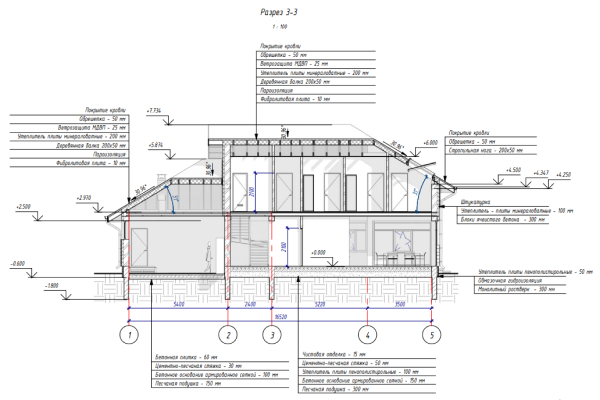 Разрез 3-3
1 : 100
Покрытие кровли
Обрешетка - 50 мм
Ветрозащита МДВП - 25 мм
Утеплитель плиты минераловатные - 200 мм
Деревянная балка 200х50 мм
Пароизоляция
Фибролитовая плита - 10 мм
Покрытие кровли
Обрешетка - 50 мм
Ветрозащита МДВП - 25 мм
Утеплитель плиты минераловатные - 200 мм
Деревянная балка 200х50 мм
Пароизоляция
Фибролитовая плита - 10 мм
+7.734
+5.874
+6.000
Покрытие кровли
Обрешетка - 50 мм
Стропильная нога - 200х50 мм
30.86°
30.86°
+4.500
+4.347
+4.250
+2.970
+2.500
2100
Штукатурка
Утеплитель - плиты минераловатные - 100 мм
Блоки ячеистого бетона - 300 мм
2100
±0.000
-0.600
-1.800
Утеплитель плиты пенополистирольные - 50 мм
Обмазочная гидроизоляция
Монолитный ростверк - 300 мм
5400
2400
5220
3500
16520
1
2
3
4
5
Бетонная плитка - 60 мм
Цементно-песчаная стяжка - 30 мм
Бетонное основание армированное сеткой - 100 мм
Песчаная подушка - 150 мм
Чистовая отделка - 15 мм
Цементно-песчаная стяжка - 50 мм
Утеплитель плиты пенополистирольные - 100 мм
Бетонное основание армированное сеткой - 150 мм
Песчаная подушка - 300 мм